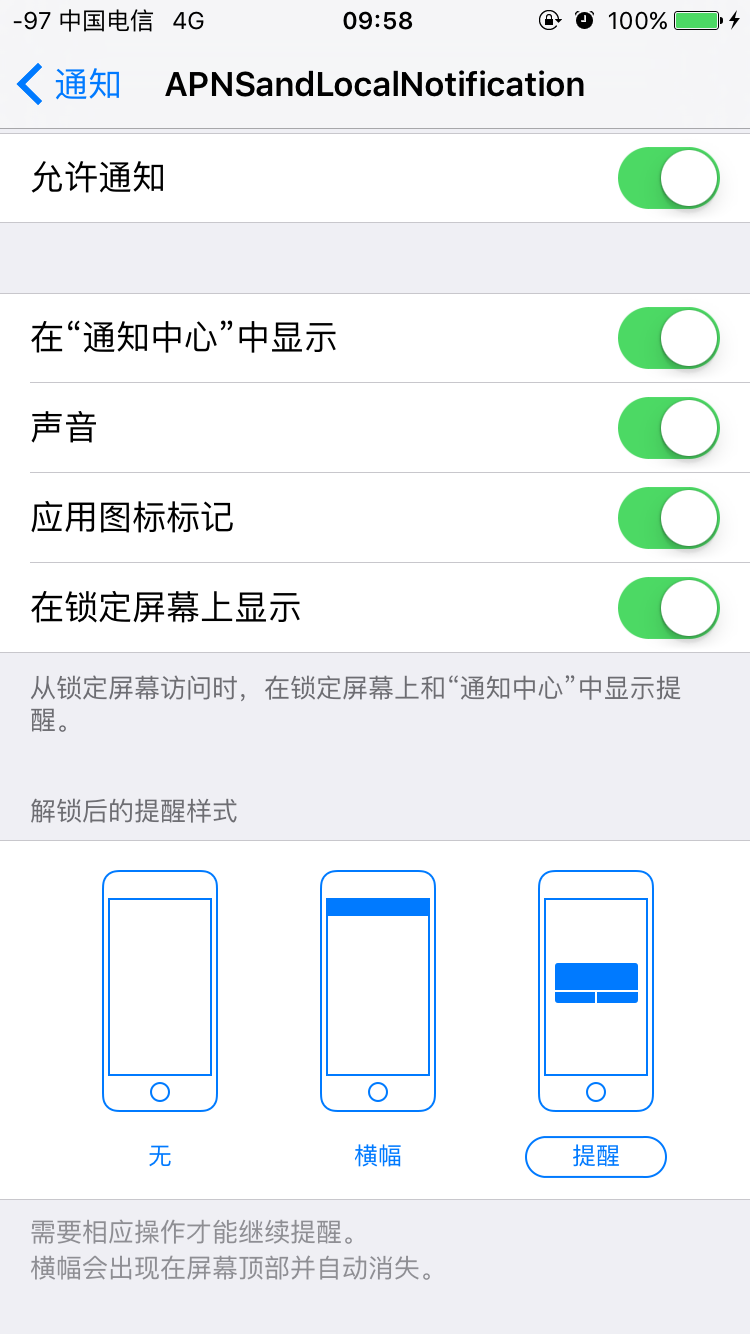 -97 中国电信 4G 09:58 100%
通知 APNSandLocalNotification
允许通知
在“通知中心”中显示
声音
应用图标标记
在锁定屏幕上显示
从锁定屏幕访问时，在锁定屏幕上和“通知中心”中显示提
醒。
解锁后的提醒样式
无 横幅 提醒
需要相应操作才能继续提醒。
横幅会出现在屏幕顶部并自动消失。